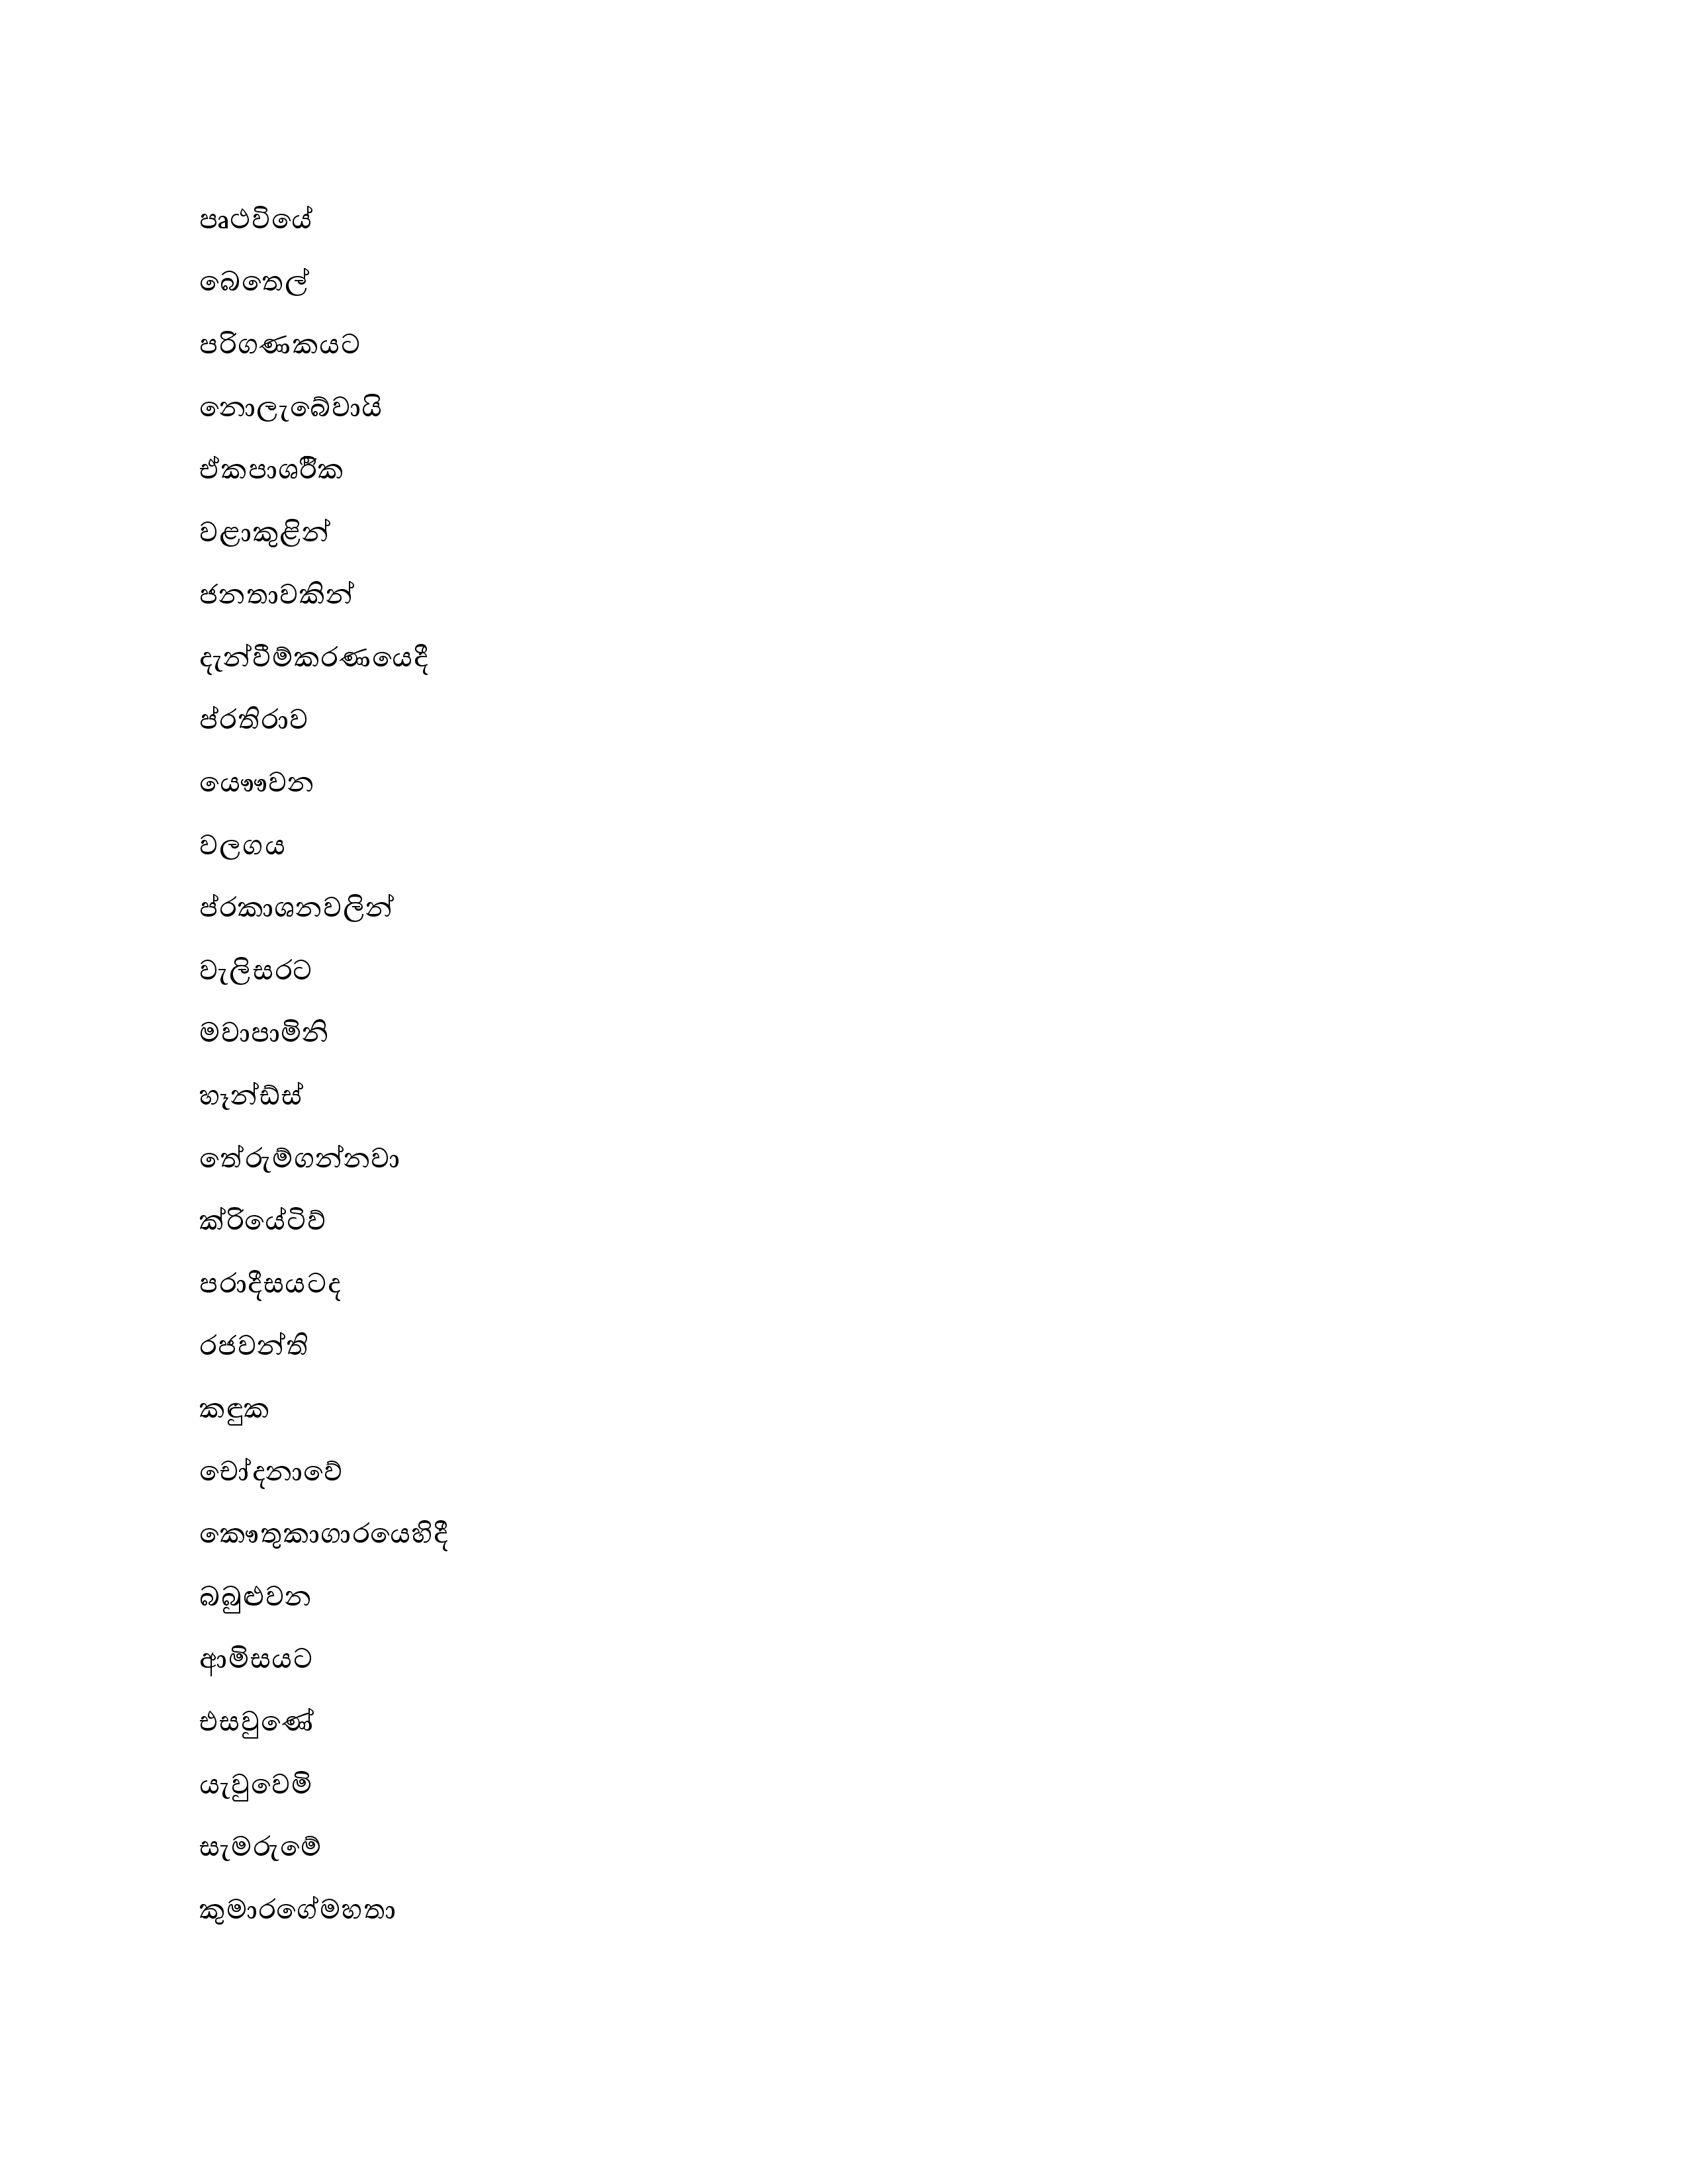 පෘථවියේ
බෙතෙල්
පරිගණකයට
නොලැබේවායි
ඒකපාර්ශරීක
වළාකුළින්
ජනතාවකින්
දැන්වීම්කරණයෙදී
ප්රතිරාව
යෞෟවන
වලගය
ප්රකාශනවලින්
වැලිසරට
මවාපාමිනි
හෑන්ඩ්ස්
තේරුම්ගන්නවා
ක්රියේටිව්
පරාදීසයටද
රජවන්ති
කඳුක
චෝදනාවේ
කෞතුකාගාරයෙහිදී
බබුළුවන
ආමිසයට
එසවුණේ
යැවුවෙමි
සැමරුමේ
කුමාරගේමහතා